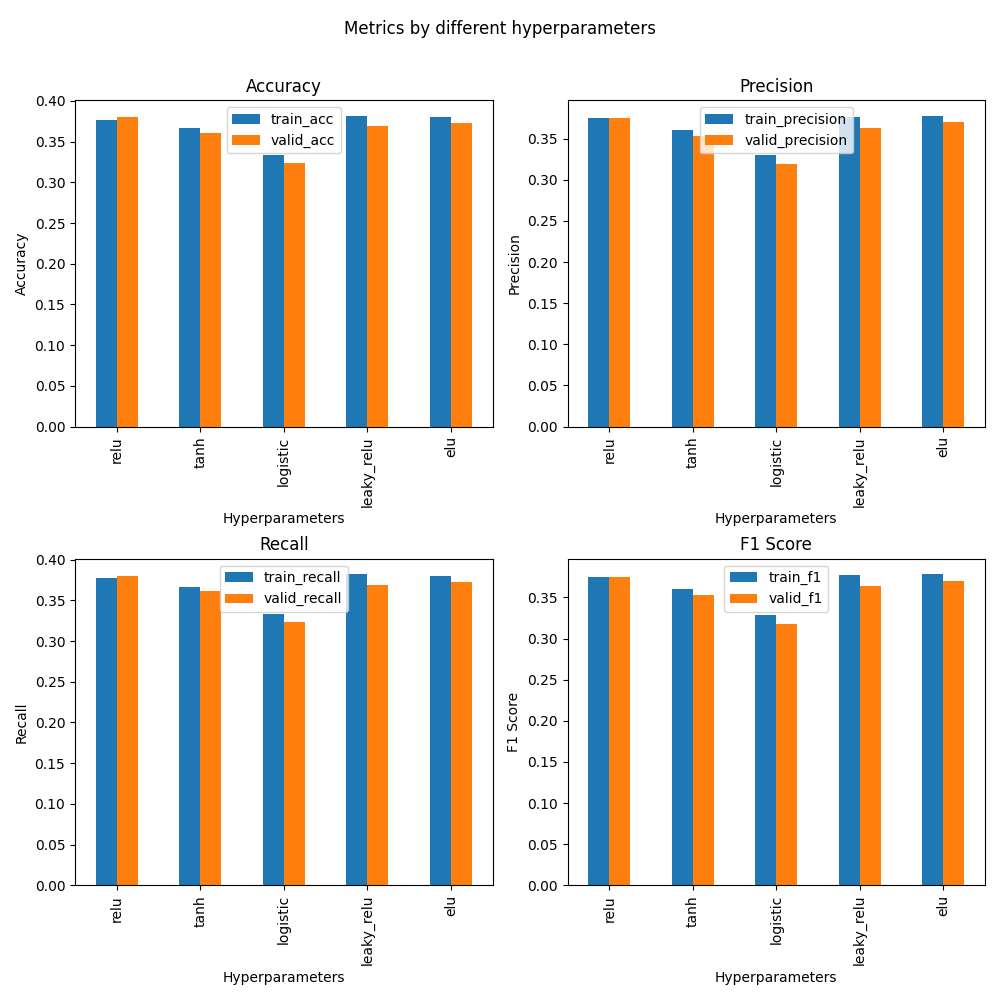 Metrics by different hyperparameters
Accuracy
train_acc
valid_acc
0.40
0.35
0.30
0.25
0.20
0.15
0.10
0.05
0.00
Accuracy
relu
tanh
logistic
leaky_relu
elu
Hyperparameters
Precision
train_precision
valid_precision
0.35
0.30
0.25
0.20
0.15
0.10
0.05
0.00
Precision
relu
tanh
logistic
leaky_relu
elu
Hyperparameters
Recall
train_recall
valid_recall
0.40
0.35
0.30
0.25
0.20
0.15
0.10
0.05
0.00
Recall
relu
tanh
logistic
leaky_relu
elu
Hyperparameters
F1 Score
train_f1
valid_f1
0.35
0.30
0.25
0.20
0.15
0.10
0.05
0.00
F1 Score
relu
tanh
logistic
leaky_relu
elu
Hyperparameters